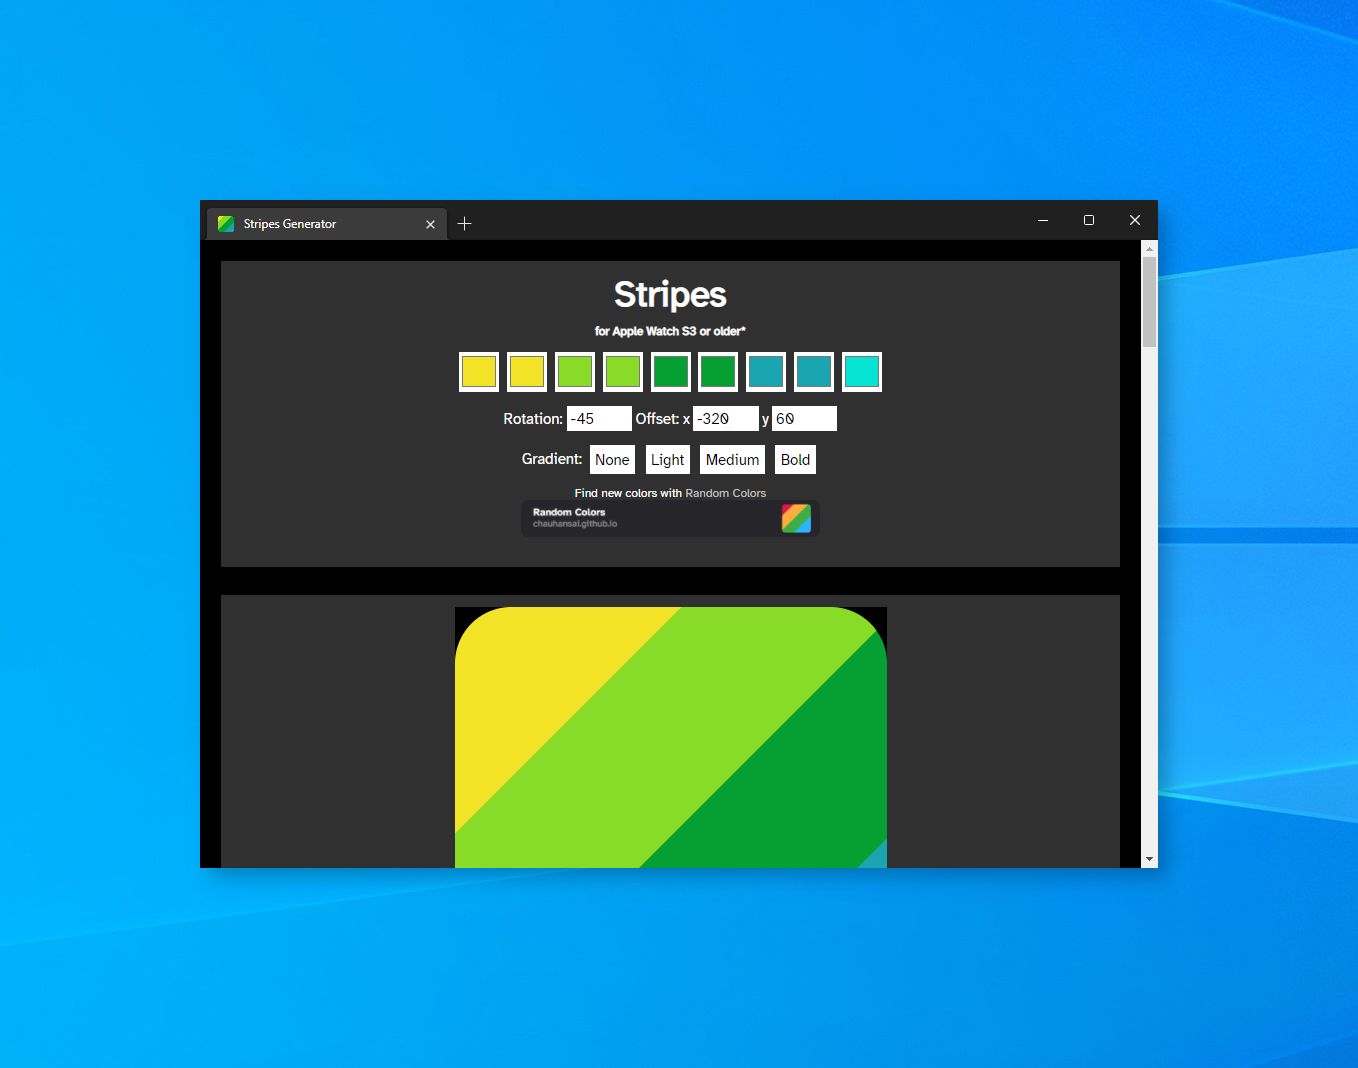 Stripes Generator
Stripes
for Apple Watch S3 or older*
Rotation: -45 Offset: x -320 y 60
Gradient: None Light Medium Bold
Find new colors with Random Colors
Random Colors
chauhansai.github.io